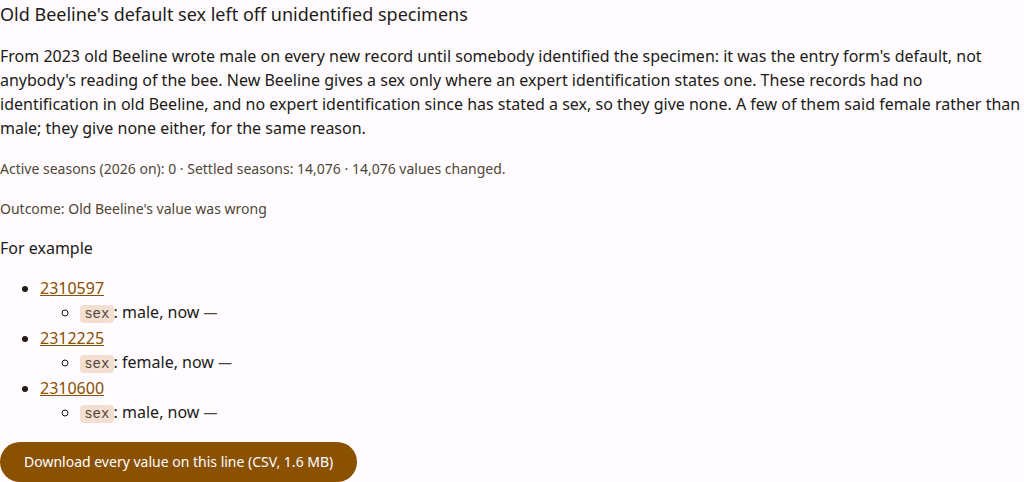 Old Beeline's default sex left off unidentified specimens
From 2023 old Beeline wrote male on every new record until somebody identified the specimen: it was the entry form's default, not
anybody's reading of the bee. New Beeline gives a sex only where an expert identification states one. These records had no
identification in old Beeline, and no expert identification since has stated a sex, so they give none. A few of them said female rather than
male; they give none either, for the same reason.
Active seasons (2026 on): 0 · Settled seasons: 14,076 · 14,076 values changed.
Outcome: Old Beeline's value was wrong
For example
2310597
sex: male, now —
2312225
sex: female, now —
2310600
sex: male, now —
Download every value on this line (CSV, 1.6 MB)